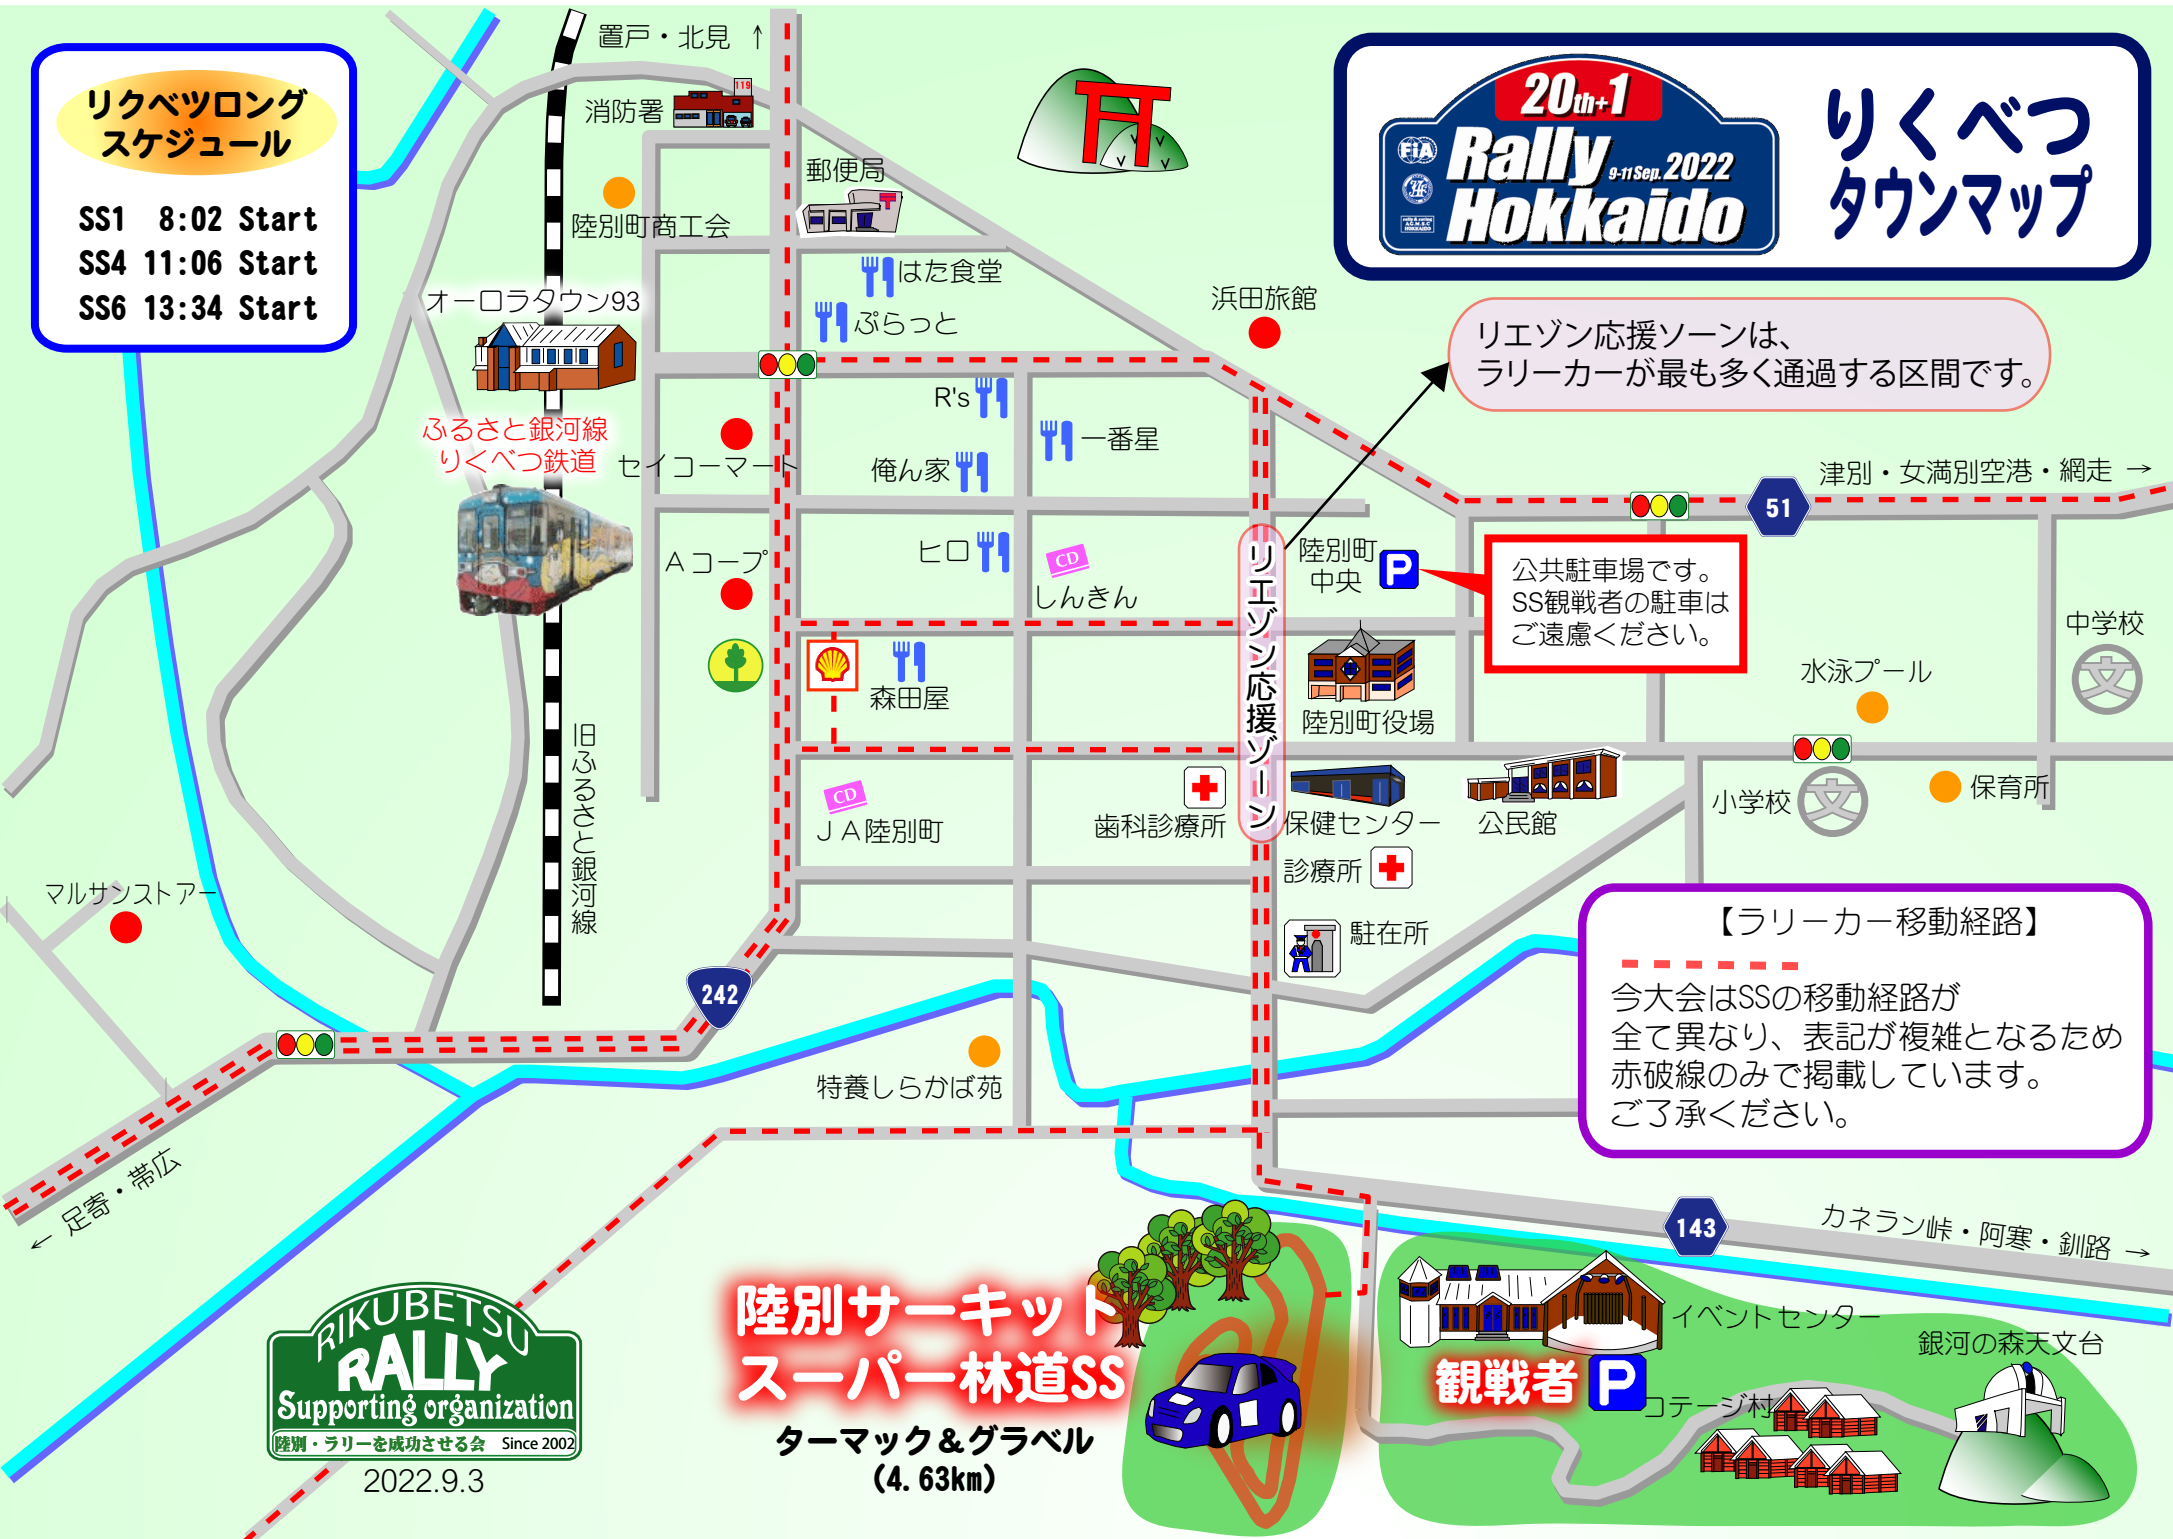 リクベツロング
スケジュール
SS1 8:02 Start
SS4 11:06 Start
SS6 13:34 Start
置戸・北見 ↑
消防署
119
郵便局
陸別町商工会
20th+1
FiA
Rally
9-11 Sep. 2022
Hokkaido
りくべつ
タウンマップ
はた食堂
ぷらっと
オーロラタウン93
浜田旅館
リエゾン応援ソーンは、
ラリーカーが最も多く通過する区間です。
R's
ふるさと銀河線
りくべつ鉄道
セイコーマート
一番星
俺ん家
津別・女満別空港・網走 →
51
Aコープ
ヒロ
CD
しんきん
リエゾン応援ゾーン
陸別町
中央
P
公共駐車場です。
SS観戦者の駐車は
ご遠慮ください。
中学校
文
水泳プール
森田屋
陸別町役場
旧ふるさと銀河線
CD
JA陸別町
歯科診療所
保健センター
公民館
小学校
文
保育所
診療所
マルサンストアー
駐在所
242
【ラリーカー移動経路】
今大会はSSの移動経路が
全て異なり、表記が複雑となるため
赤破線のみで掲載しています。
ご了承ください。
特養しらかば苑
← 足寄・帯広
143
カネラン峠・阿寒・釧路 →
陸別サーキット
スーパー林道SS
ターマック＆グラベル
(4.63km)
イベントセンター
銀河の森天文台
観戦者 P
コテージ村
RIKUBETSU
RALLY
Supporting organization
陸別・ラリーを成功させる会 Since 2002
2022.9.3